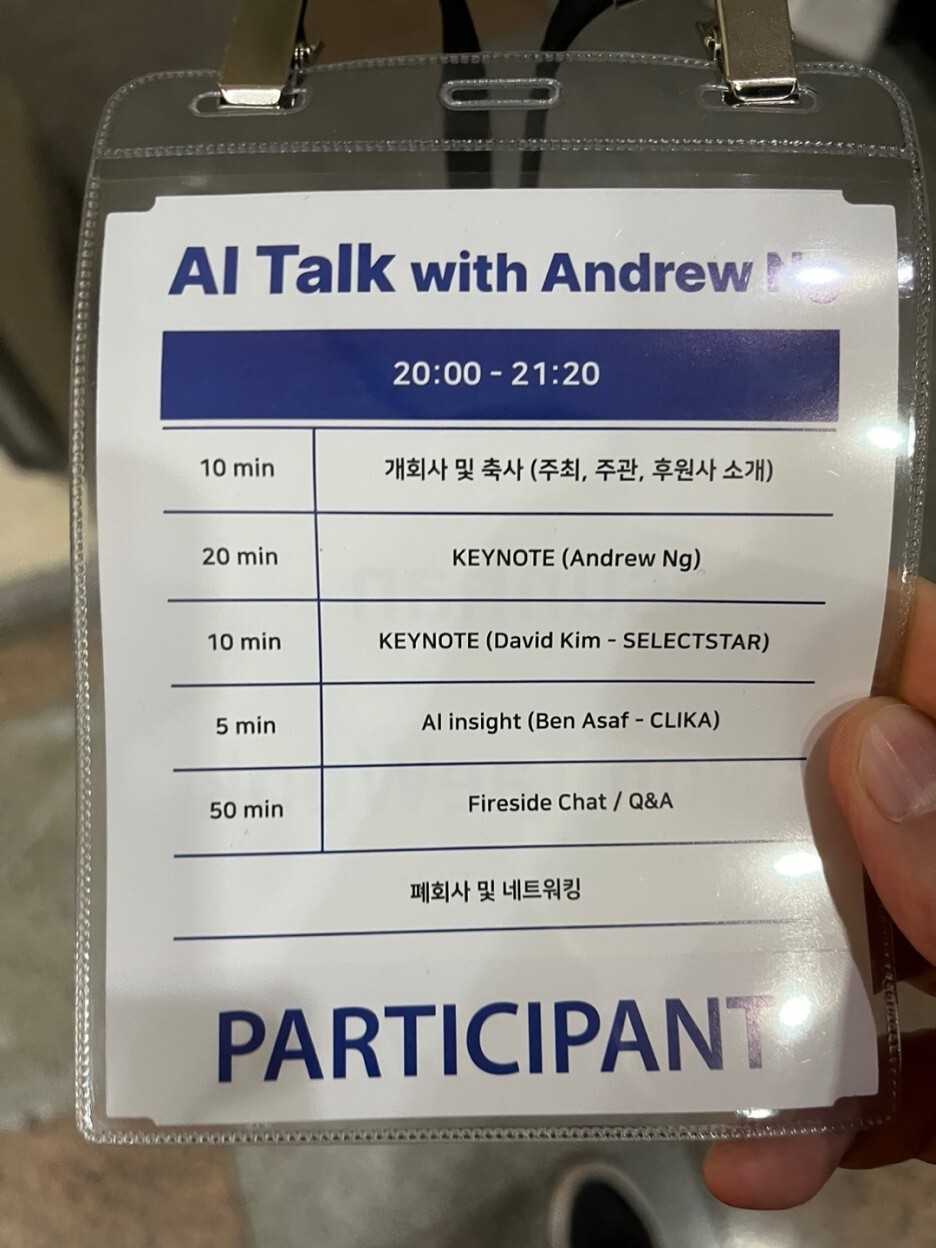 AI Talk with Andrew Ng
20:00 - 21:20
10 min 개회사 및 축사 (주최, 주관, 후원사 소개)
20 min KEYNOTE (Andrew Ng)
10 min KEYNOTE (David Kim - SELECTSTAR)
5 min AI insight (Ben Asaf - CLIKA)
50 min Fireside Chat / Q&A
폐회사 및 네트워킹
PARTICIPANT